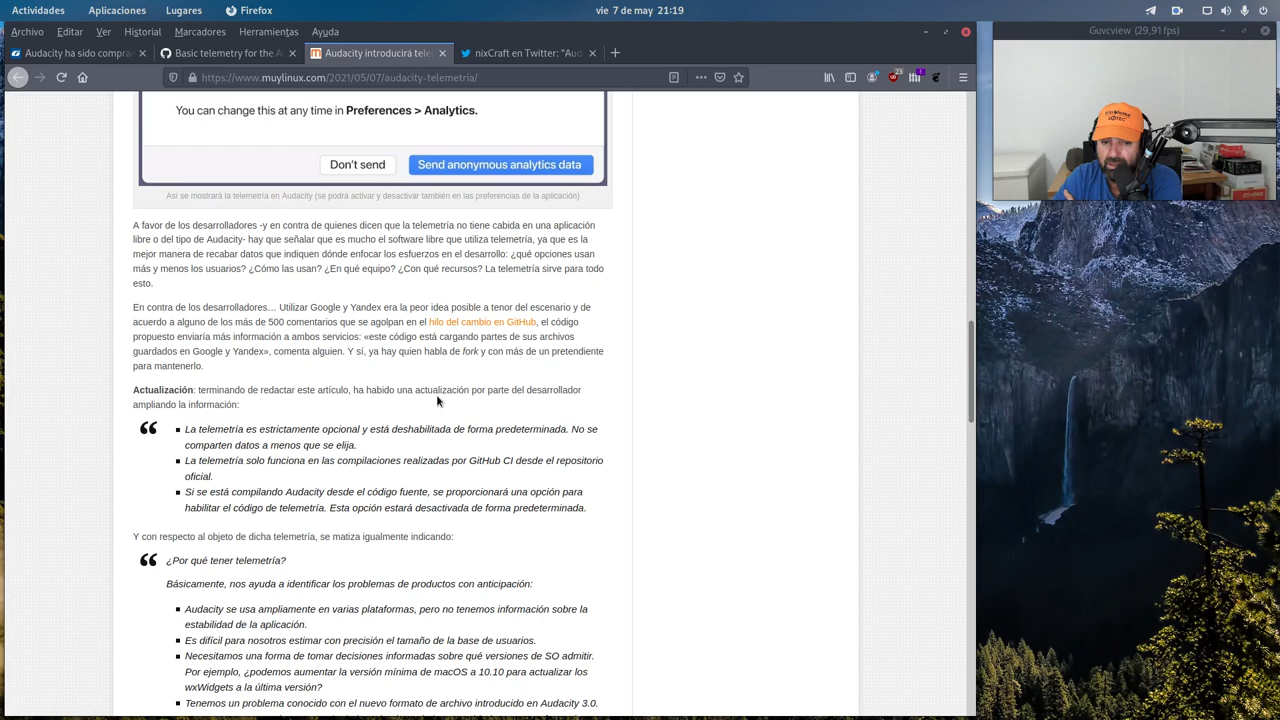 Actividades Aplicaciones Lugares Firefox vie 7 de may 21:19
Archivo Editar Ver Historial Marcadores Herramientas Ayuda
Guvcview (29,91 fps)
Audacity ha sido compra
Basic telemetry for the A
Audacity introducirá tele
nixCraft en Twitter: "Aud
https://www.muylinux.com/2021/05/07/audacity-telemetria/
23
1
You can change this at any time in Preferences > Analytics.
Don't send
Send anonymous analytics data
Así se mostrará la telemetría en Audacity (se podrá activar y desactivar también en las preferencias de la aplicación)
A favor de los desarrolladores -y en contra de quienes dicen que la telemetría no tiene cabida en una aplicación
libre o del tipo de Audacity- hay que señalar que es mucho el software libre que utiliza telemetría, ya que es la
mejor manera de recabar datos que indiquen dónde enfocar los esfuerzos en el desarrollo: ¿qué opciones usan
más y menos los usuarios? ¿Cómo las usan? ¿En qué equipo? ¿Con qué recursos? La telemetría sirve para todo
esto.
En contra de los desarrolladores… Utilizar Google y Yandex era la peor idea posible a tenor del escenario y de
acuerdo a alguno de los más de 500 comentarios que se agolpan en el hilo del cambio en GitHub, el código
propuesto enviaría más información a ambos servicios: «este código está cargando partes de sus archivos
guardados en Google y Yandex», comenta alguien. Y sí, ya hay quien habla de fork y con más de un pretendiente
para mantenerlo.
Actualización: terminando de redactar este artículo, ha habido una actualización por parte del desarrollador
ampliando la información:
La telemetría es estrictamente opcional y está deshabilitada de forma predeterminada. No se
comparten datos a menos que se elija.
La telemetría solo funciona en las compilaciones realizadas por GitHub CI desde el repositorio
oficial.
Si se está compilando Audacity desde el código fuente, se proporcionará una opción para
habilitar el código de telemetría. Esta opción estará desactivada de forma predeterminada.
Y con respecto al objeto de dicha telemetría, se matiza igualmente indicando:
¿Por qué tener telemetría?
Básicamente, nos ayuda a identificar los problemas de productos con anticipación:
Audacity se usa ampliamente en varias plataformas, pero no tenemos información sobre la
estabilidad de la aplicación.
Es difícil para nosotros estimar con precisión el tamaño de la base de usuarios.
Necesitamos una forma de tomar decisiones informadas sobre qué versiones de SO admitir.
Por ejemplo, ¿podemos aumentar la versión mínima de macOS a 10.10 para actualizar los
wxWidgets a la última versión?
Tenemos un problema conocido con el nuevo formato de archivo introducido en Audacity 3.0.